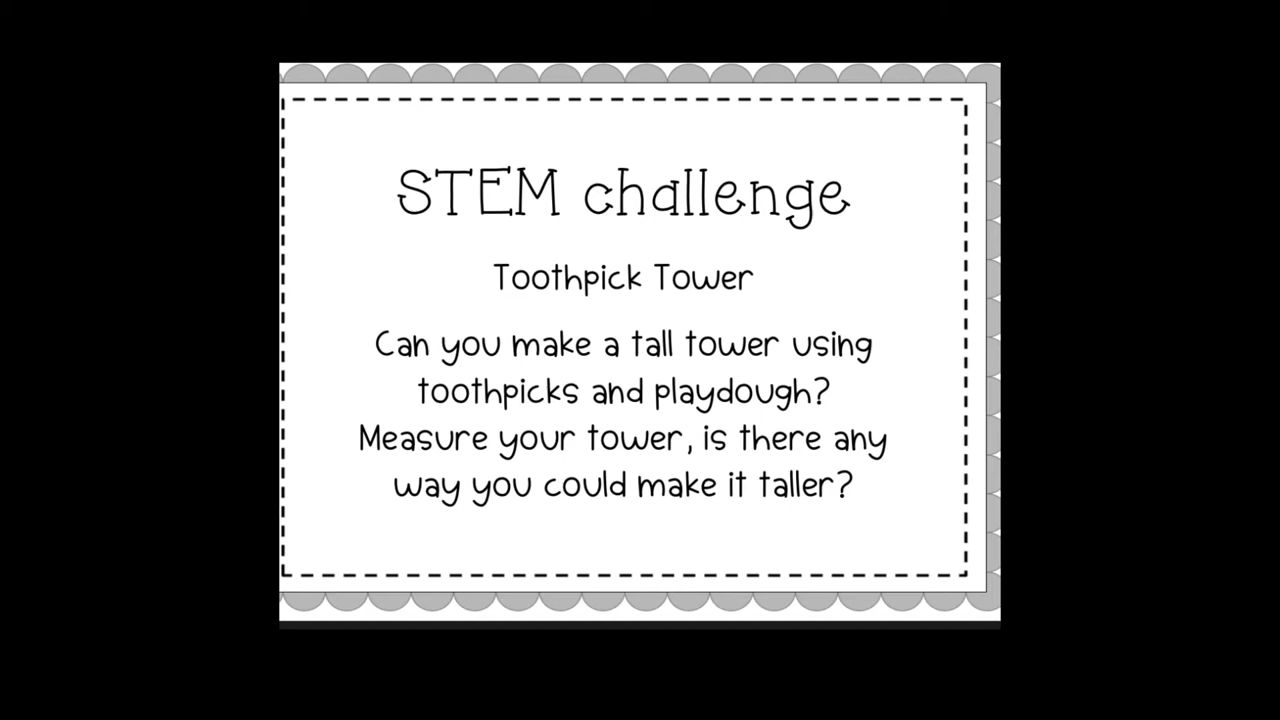 STEM challenge
Toothpick Tower
Can you make a tall tower using
toothpicks and playdough?
Measure your tower, is there any
way you could make it taller?